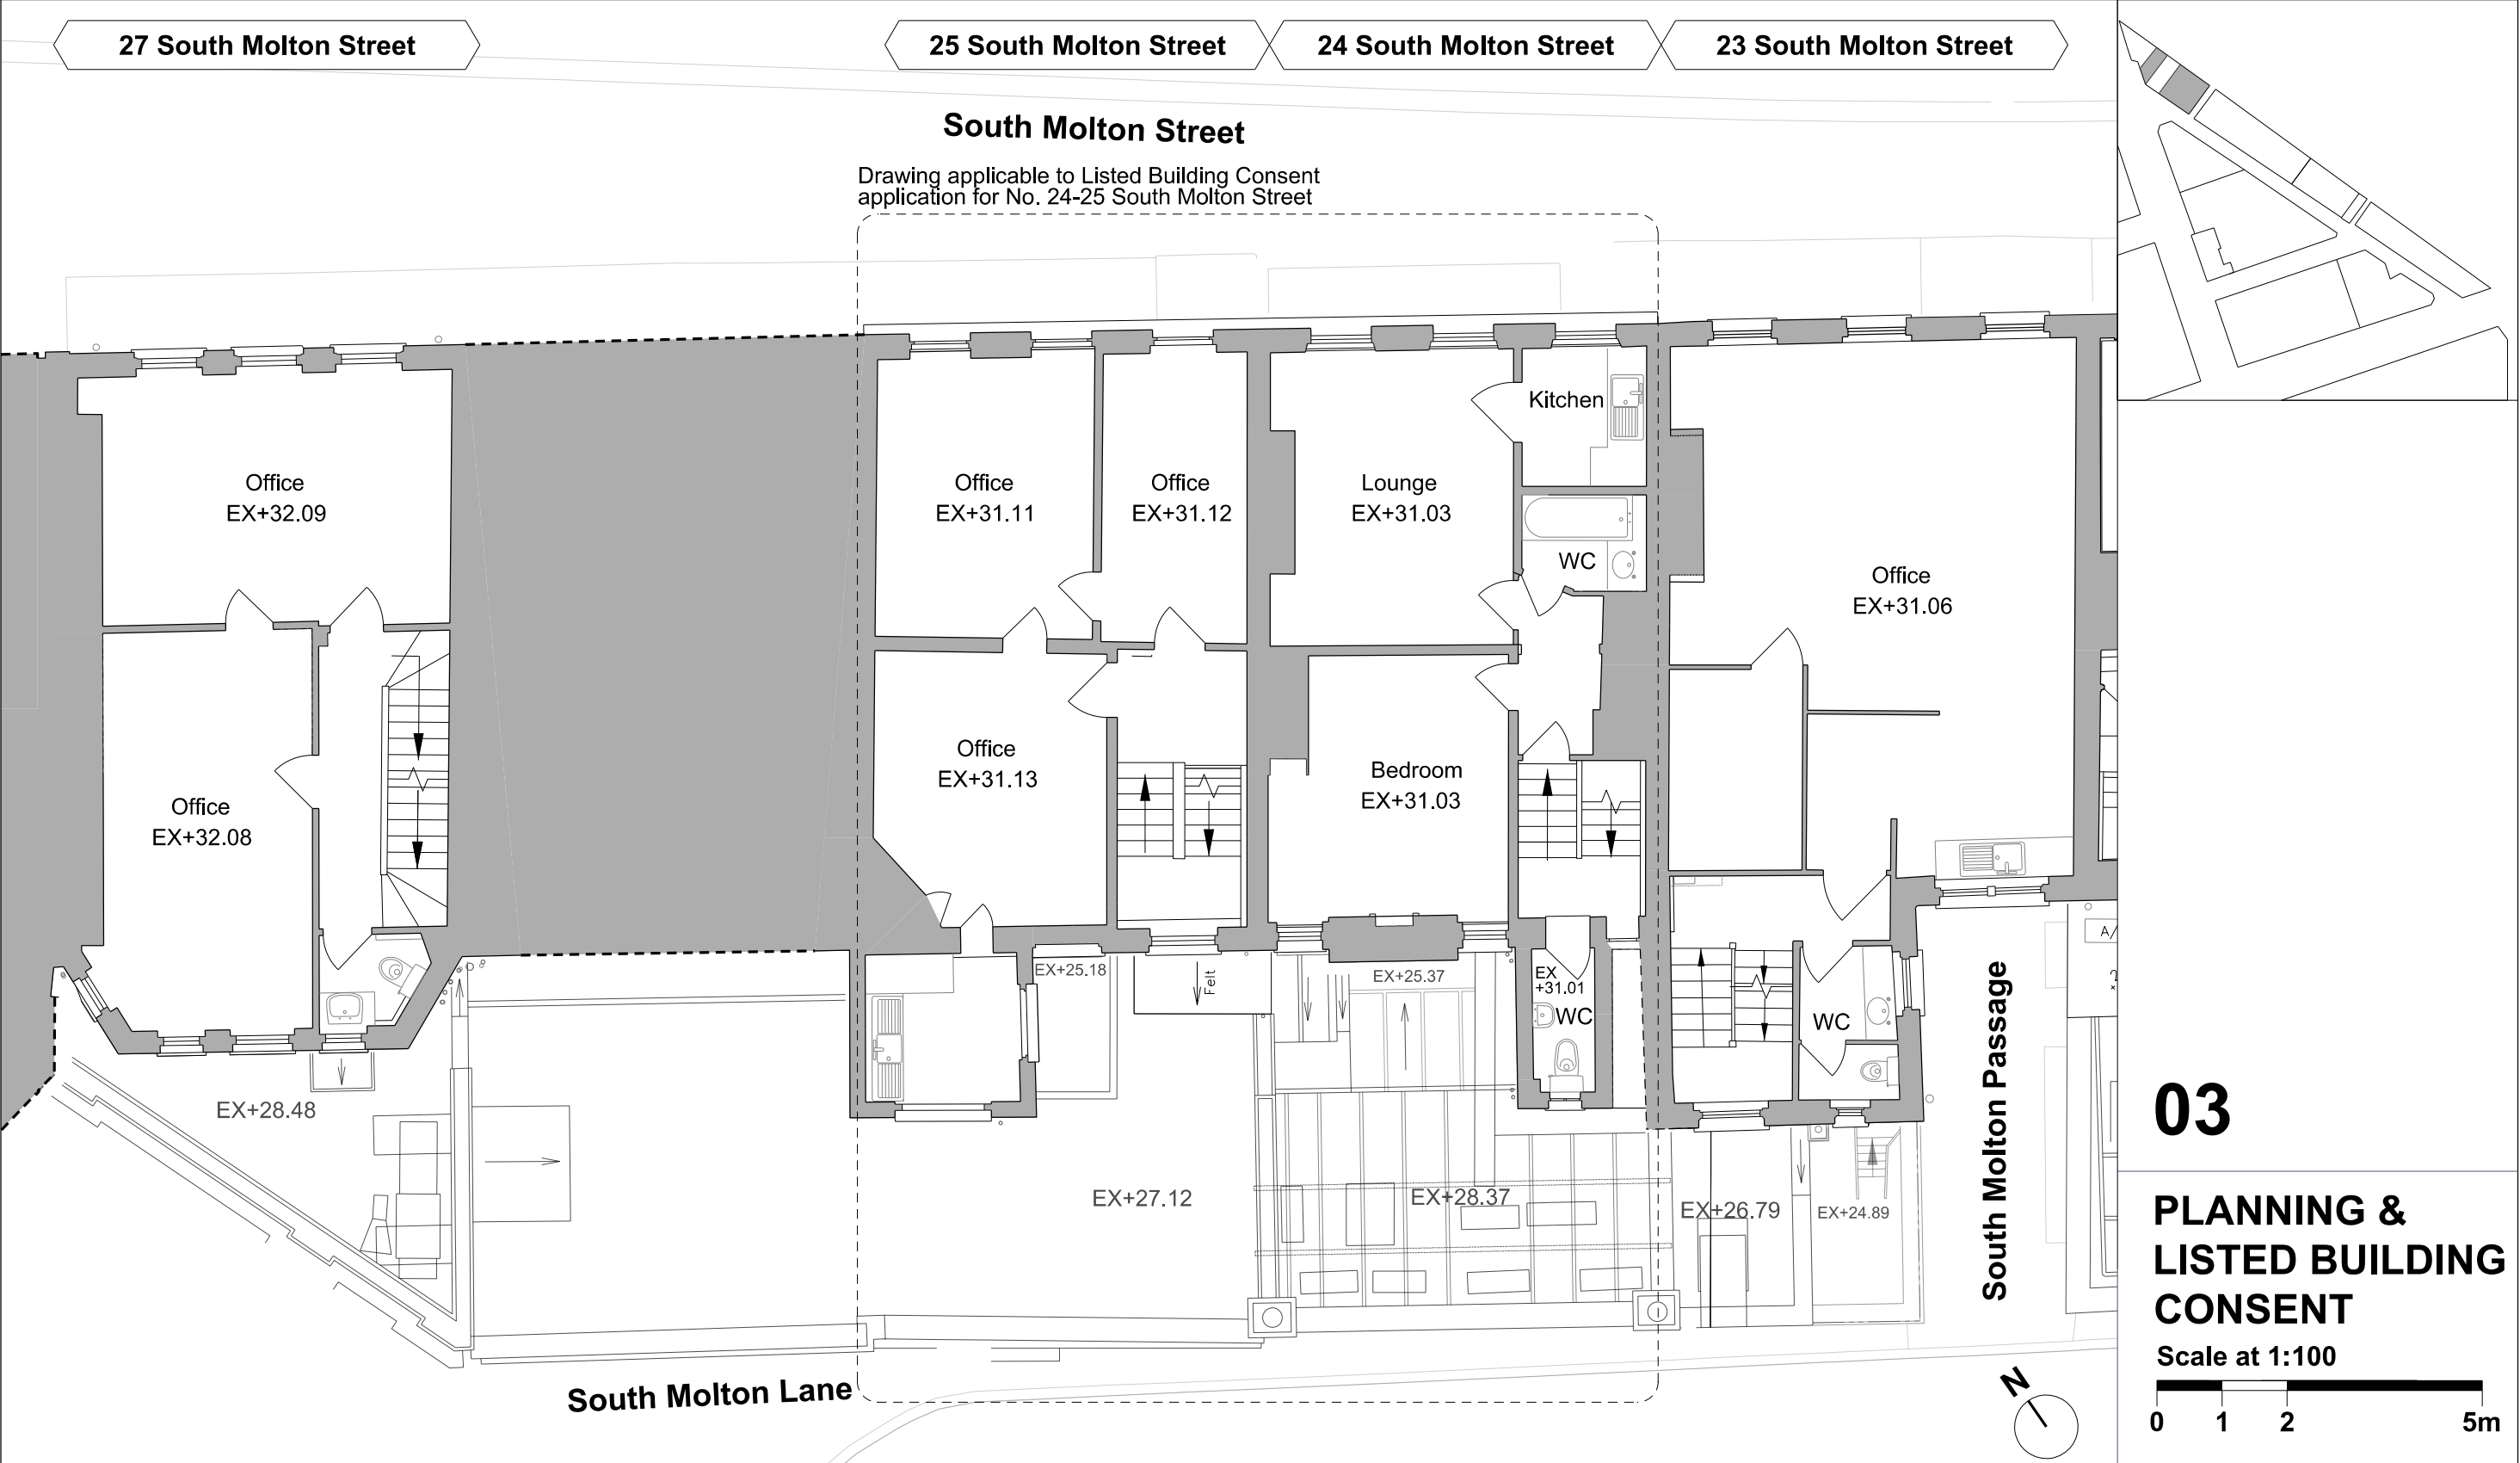 27 South Molton Street
25 South Molton Street
24 South Molton Street
23 South Molton Street
South Molton Street
Drawing applicable to Listed Building Consent
application for No. 24-25 South Molton Street
Office
EX+32.09
Office
EX+31.11
Office
EX+31.12
Lounge
EX+31.03
Kitchen
WC
Office
EX+31.06
Office
EX+32.08
Office
EX+31.13
Bedroom
EX+31.03
EX+25.18
Felt
EX+25.37
EX
+31.01
WC
WC
A/
EX+28.48
EX+27.12
EX+28.37
EX+26.79
EX+24.89
South Molton Passage
South Molton Lane
N
03
PLANNING &
LISTED BUILDING
CONSENT
Scale at 1:100
0 1 2 5m